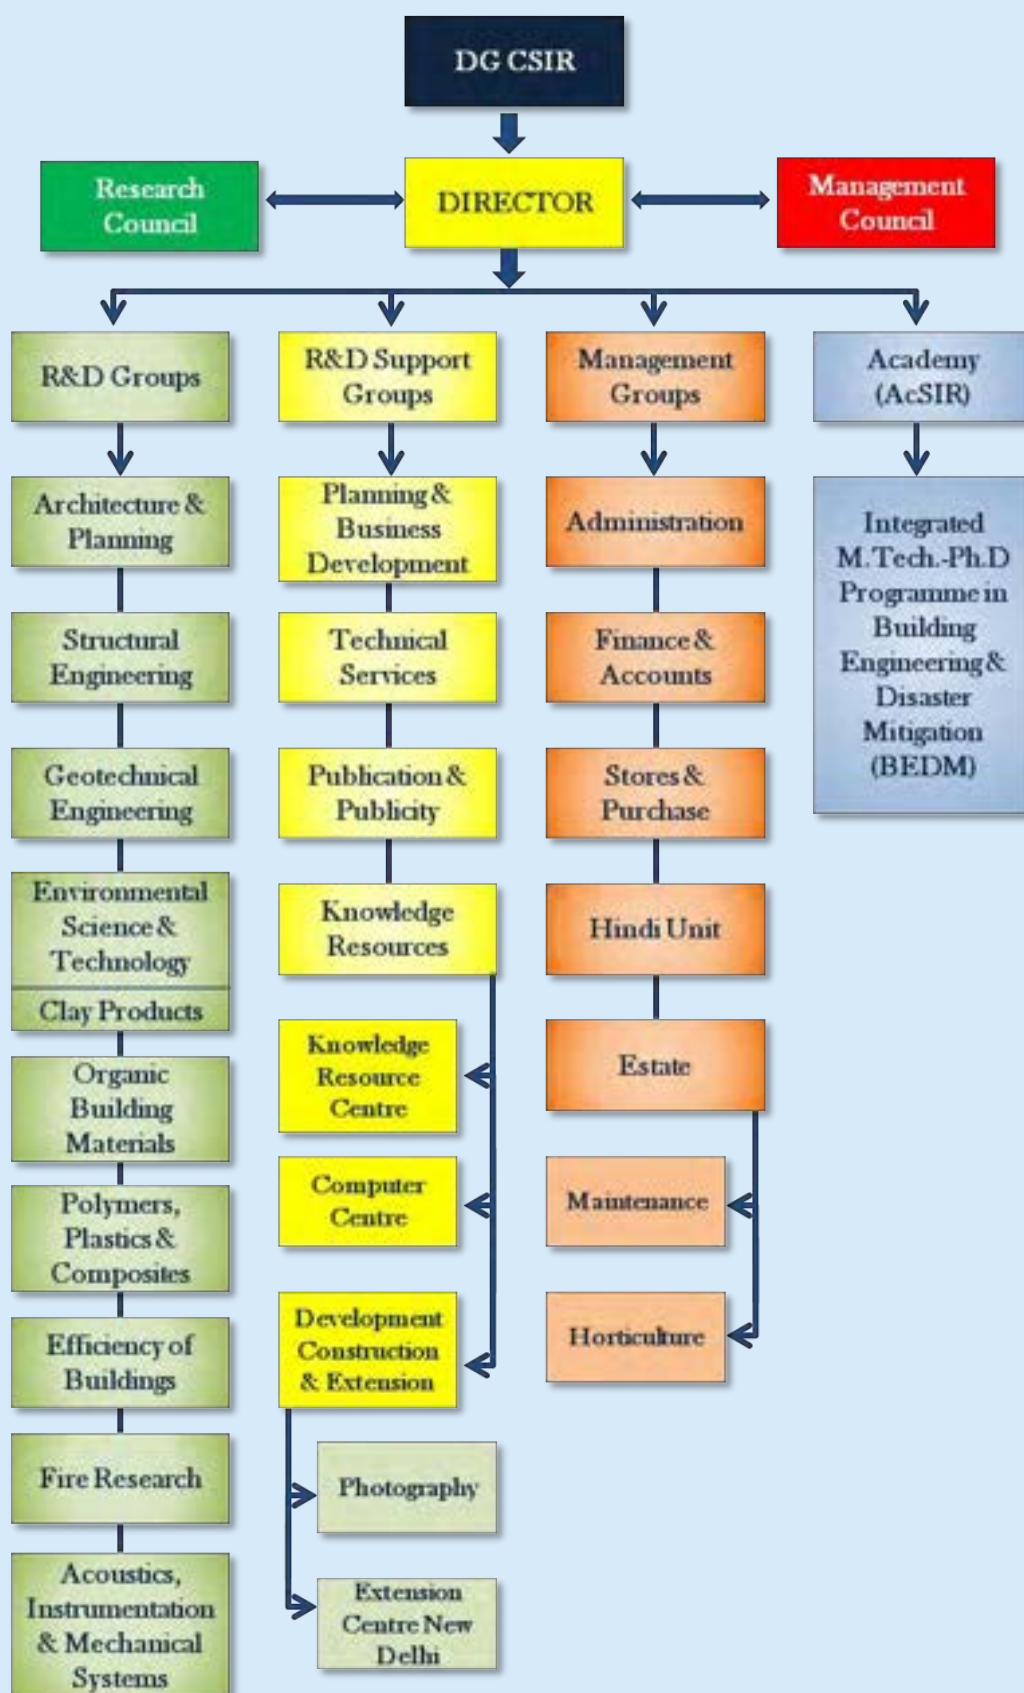 DG CSIR
Research
Council
DIRECTOR
Management
Council
R&D Groups
R&D Support
Groups
Management
Groups
Academy
(AcSIR)
Architecture &
Planning
Structural
Engineering
Geotechnical
Engineering
Environmental
Science &
Technology
Clay Products
Organic
Building
Materials
Polymers,
Plastics &
Composites
Efficiency of
Buildings
Fire Research
Acoustics,
Instrumentation
& Mechanical
Systems
Planning &
Business
Development
Technical
Services
Publication &
Publicity
Knowledge
Resources
Knowledge
Resource
Centre
Computer
Centre
Development
Construction
& Extension
Photography
Extension
Centre New
Delhi
Administration
Finance &
Accounts
Stores &
Purchase
Hindi Unit
Estate
Maintenance
Horticulture
Integrated
M.Tech.-Ph.D
Programme in
Building
Engineering &
Disaster
Mitigation
(BEDM)